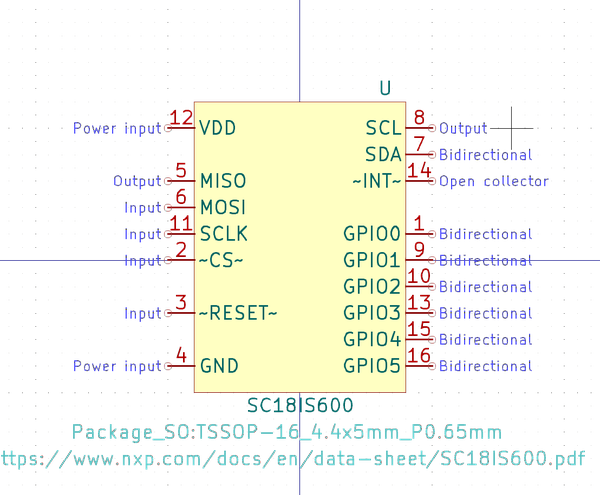 U
12 8
Power input VDD SCL Output
7
SDA Bidirectional
5 14
Output MISO ~INT~ Open collector
6
Input MOSI
11 1
Input SCLK GPIO0 Bidirectional
2 9
Input ~CS~ GPIO1 Bidirectional
10
GPIO2 Bidirectional
3 13
Input ~RESET~ GPIO3 Bidirectional
15
GPIO4 Bidirectional
4 16
Power input GND GPIO5 Bidirectional
SC18IS600
Package_SO:TSSOP-16_4.4x5mm_P0.65mm
ttps://www.nxp.com/docs/en/data-sheet/SC18IS600.pdf